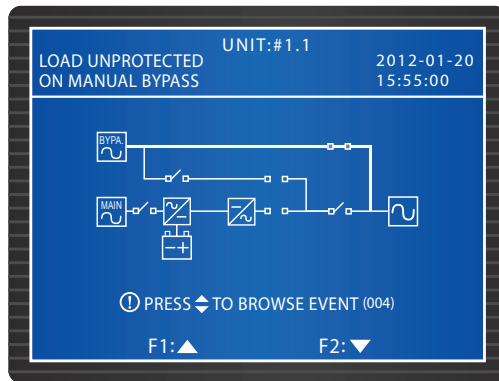 UNIT:#1.1
LOAD UNPROTECTED
ON MANUAL BYPASS
2012-01-20
15:55:00
BYPA.
MAIN
PRESS TO BROWSE EVENT (004)
F1:
F2: